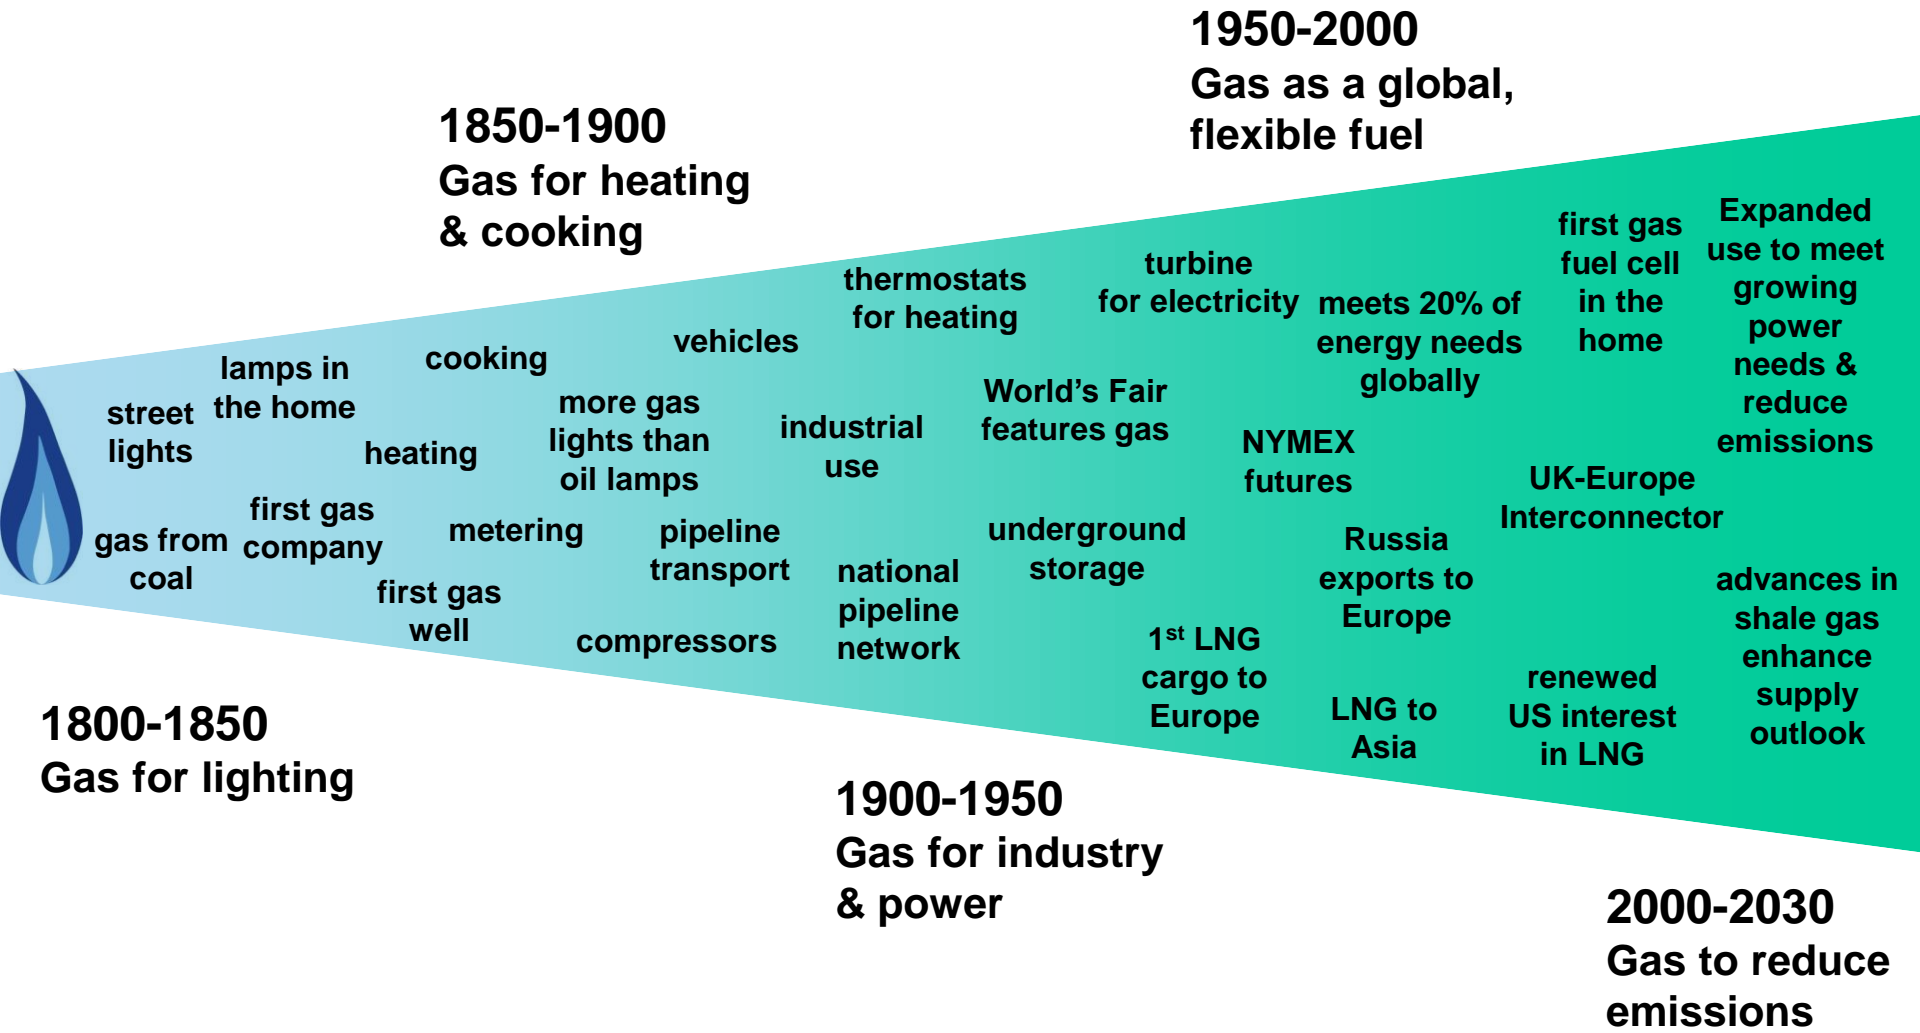 1950-2000
Gas as a global,
flexible fuel
1850-1900
Gas for heating
& cooking
street
lights
lamps in
the home
gas from
coal
first gas
company
heating
cooking
metering
first gas
well
more gas
lights than
oil lamps
vehicles
pipeline
transport
compressors
thermostats
for heating
industrial
use
national
pipeline
network
World’s Fair
features gas
underground
storage
turbine
for electricity
1st LNG
cargo to
Europe
NYMEX
futures
meets 20% of
energy needs
globally
Russia
exports to
Europe
LNG to
Asia
first gas
fuel cell
in the
home
UK-Europe
Interconnector
renewed
US interest
in LNG
Expanded
use to meet
growing
power
needs &
reduce
emissions
advances in
shale gas
enhance
supply
outlook
1800-1850
Gas for lighting
1900-1950
Gas for industry
& power
2000-2030
Gas to reduce
emissions